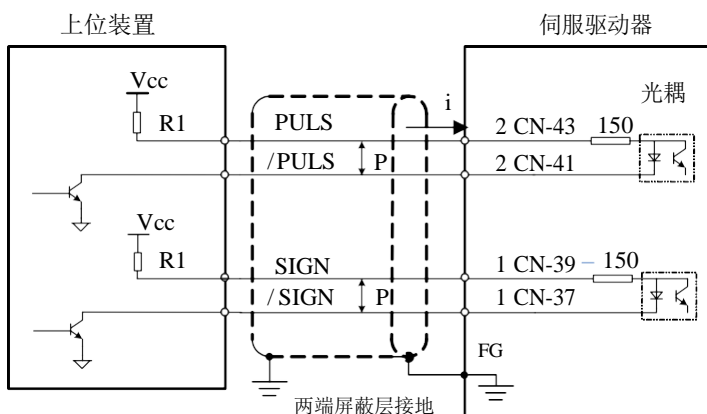 上位装置
伺服驱动器
Vcc
R1
PULS
i
2 CN-43
150
光耦
/PULS
P
2 CN-41
Vcc
R1
SIGN
1 CN-39
150
/SIGN
P
1 CN-37
FG
两端屏蔽层接地